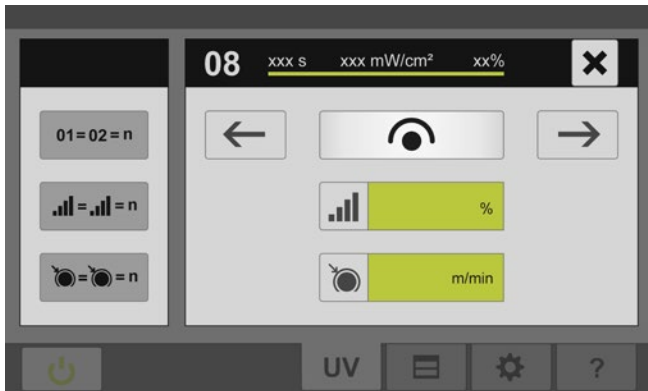 08 xxx s xxx mW/cm² xx%
01=02=n
= =n
%
= =n
m/min
UV ?